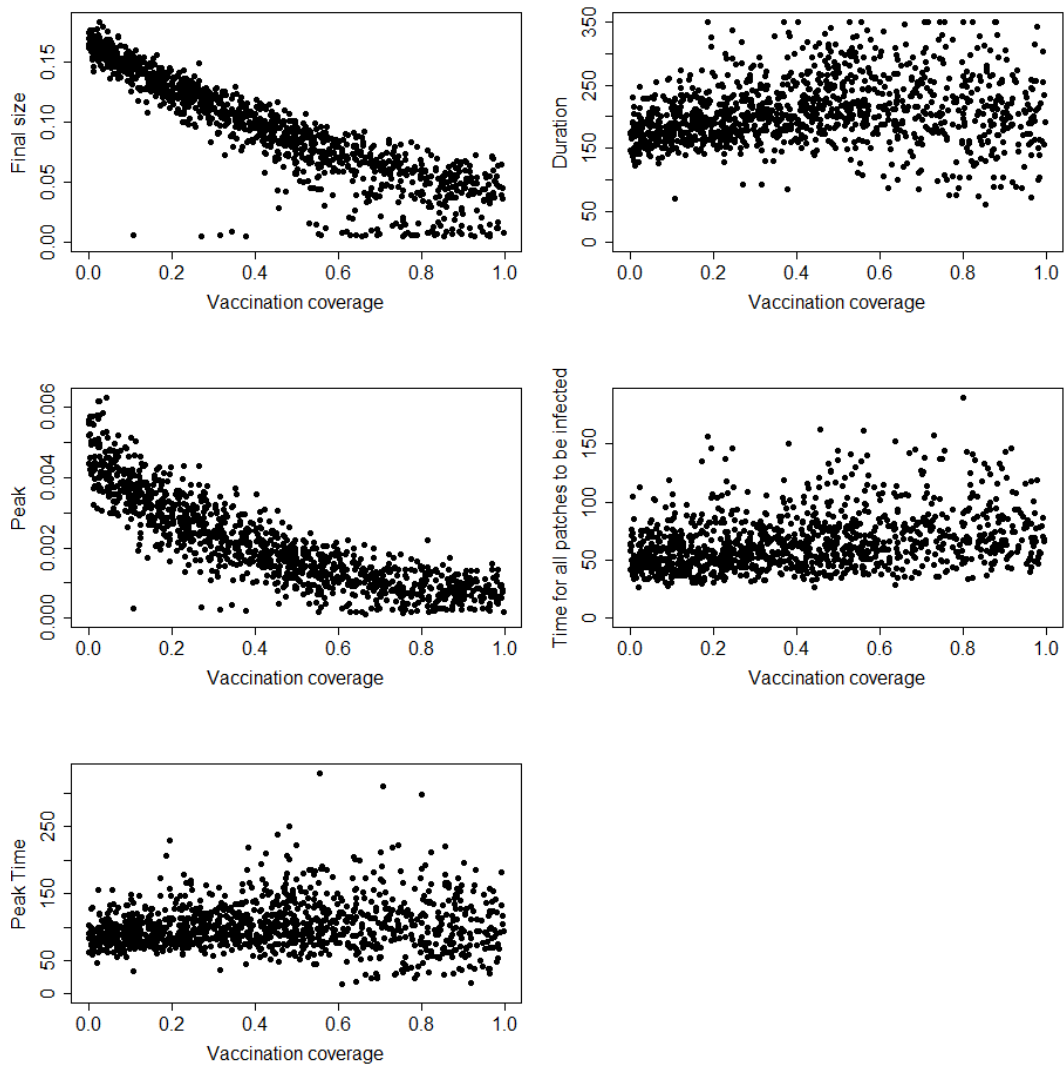 Final size
0.00 0.05 0.10 0.15
0.0 0.2 0.4 0.6 0.8 1.0
Vaccination coverage
Duration
0 50 150 250 350
0.0 0.2 0.4 0.6 0.8 1.0
Vaccination coverage
Peak
0.000 0.002 0.004 0.006
0.0 0.2 0.4 0.6 0.8 1.0
Vaccination coverage
Time for all patches to be infected
0 50 100 150
0.0 0.2 0.4 0.6 0.8 1.0
Vaccination coverage
Peak Time
0 50 150 250
0.0 0.2 0.4 0.6 0.8 1.0
Vaccination coverage